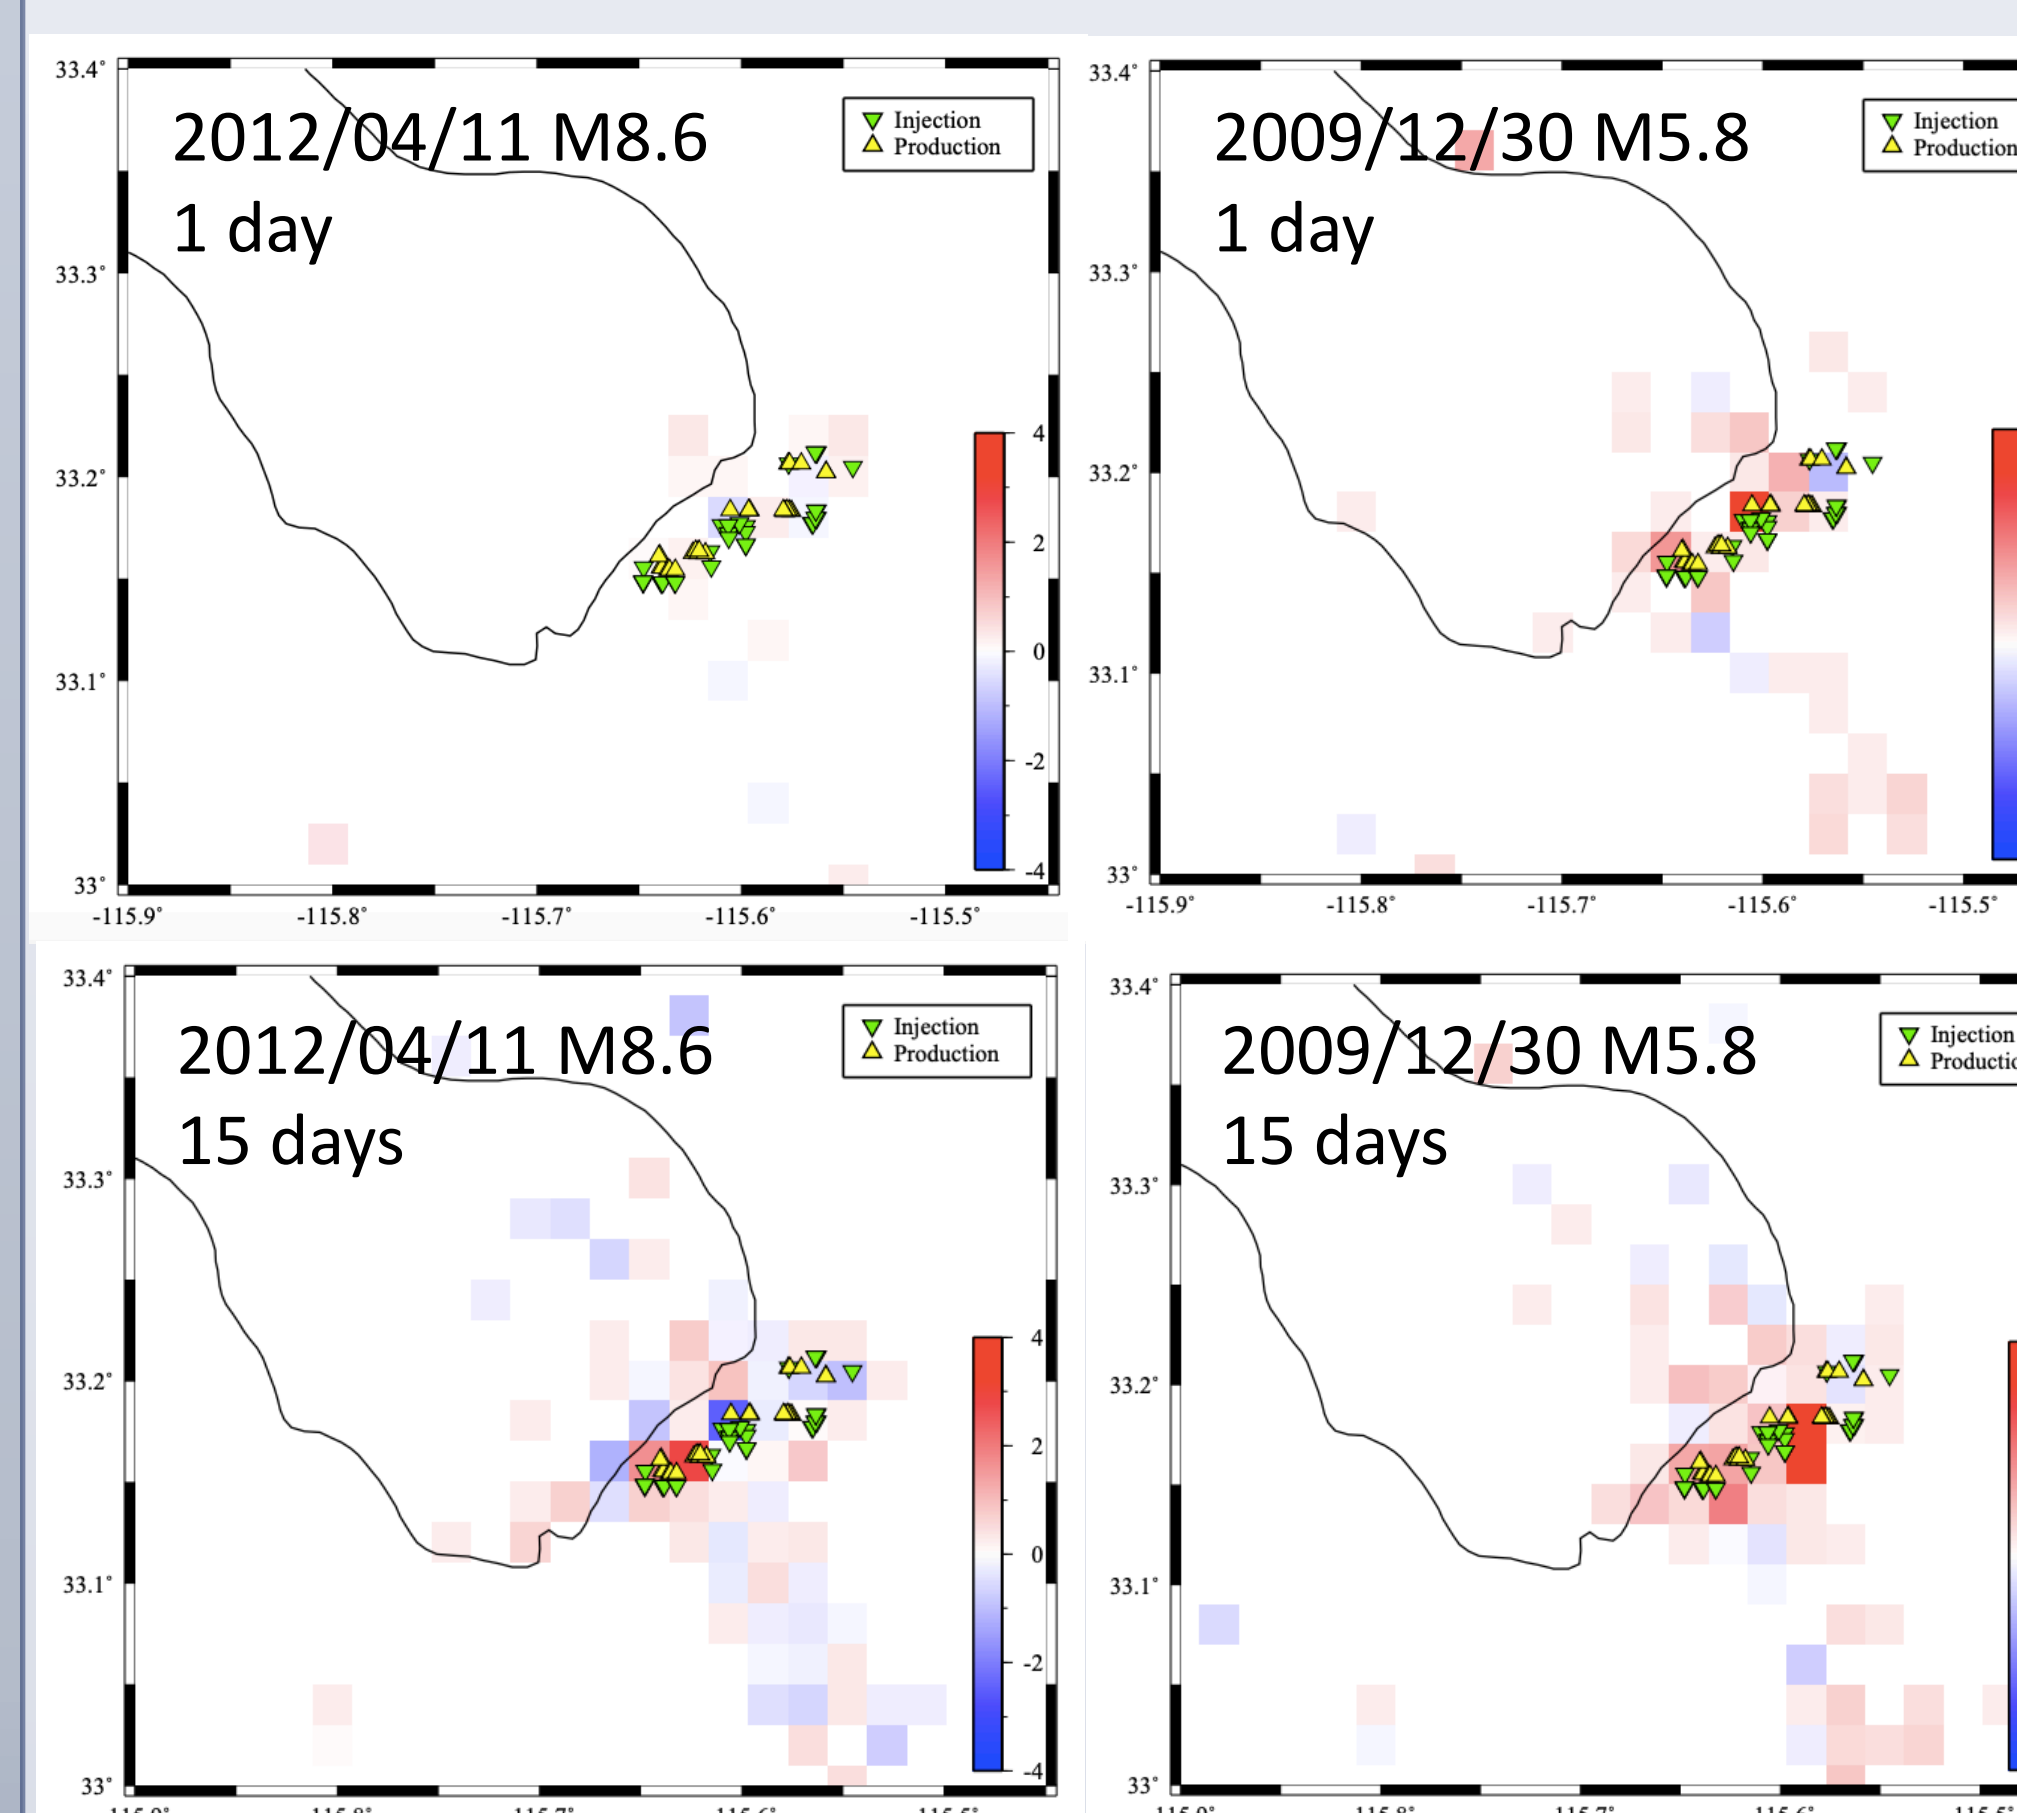 2012/04/11 M8.6
1 day
Injection
Production
33.4°
33.3°
33.2°
33.1°
33°
4
2
0
-2
-4
-115.9°
-115.8°
-115.7°
-115.6°
-115.5°
2009/12/30 M5.8
1 day
Injection
Production
33.4°
33.3°
33.2°
33.1°
33°
-115.9°
-115.8°
-115.7°
-115.6°
-115.5°
2012/04/11 M8.6
15 days
Injection
Production
33.4°
33.3°
33.2°
33.1°
33°
4
2
0
-2
-4
2009/12/30 M5.8
15 days
Injection
33.4°
33.3°
33.2°
33.1°
33°